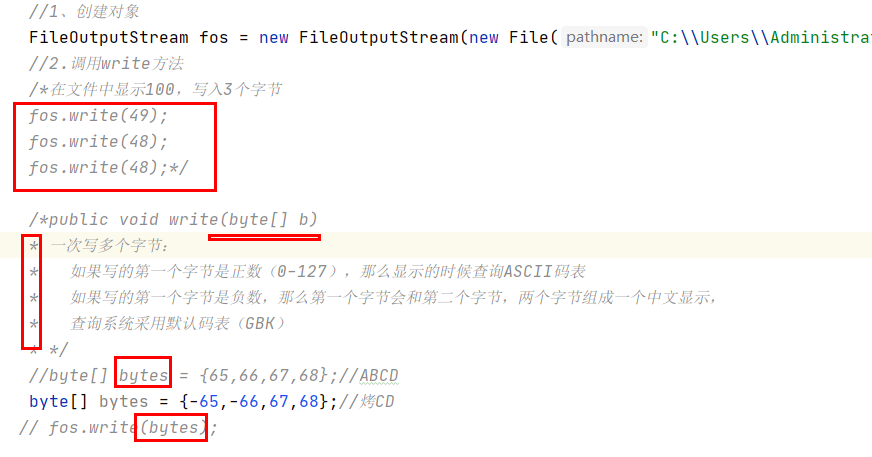 //1、创建对象
FileOutputStream fos = new FileOutputStream(new File( pathname: "C:\\Users\\Administra
//2.调用write方法
/*在文件中显示100，写入3个字节
fos.write(49);
fos.write(48);
fos.write(48);*/
/*public void write(byte[] b)
* 一次写多个字节：
* 如果写的第一个字节是正数（0-127），那么显示的时候查询ASCII码表
* 如果写的第一个字节是负数，那么第一个字节会和第二个字节，两个字节组成一个中文显示，
* 查询系统采用默认码表（GBK）
* */
//byte[] bytes = {65,66,67,68};//ABCD
byte[] bytes = {-65,-66,67,68};//烤CD
// fos.write(bytes);